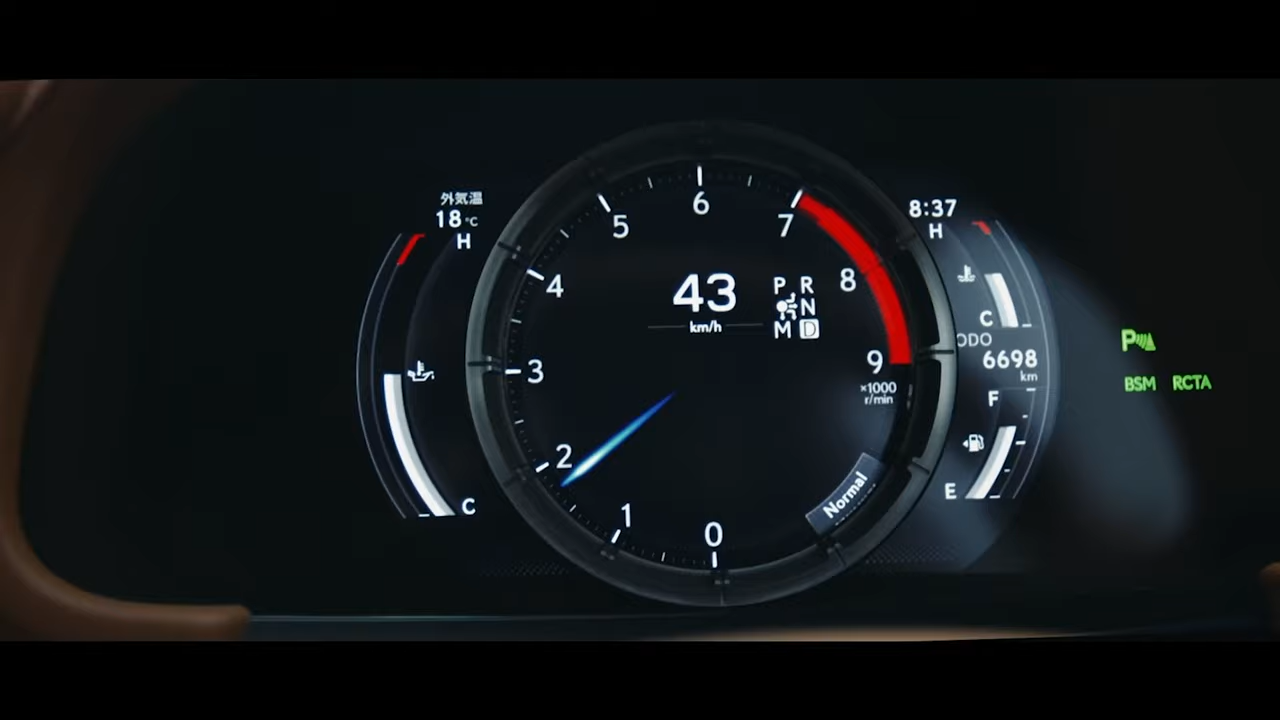 外気温
18℃
H
C
6
5
7
4
8
3
9
2
1
0
×1000
r/min
43
km/h
P R
N
M D
Normal
8:37
H
C
ODO
6698
km
F
E
P
BSM RCTA